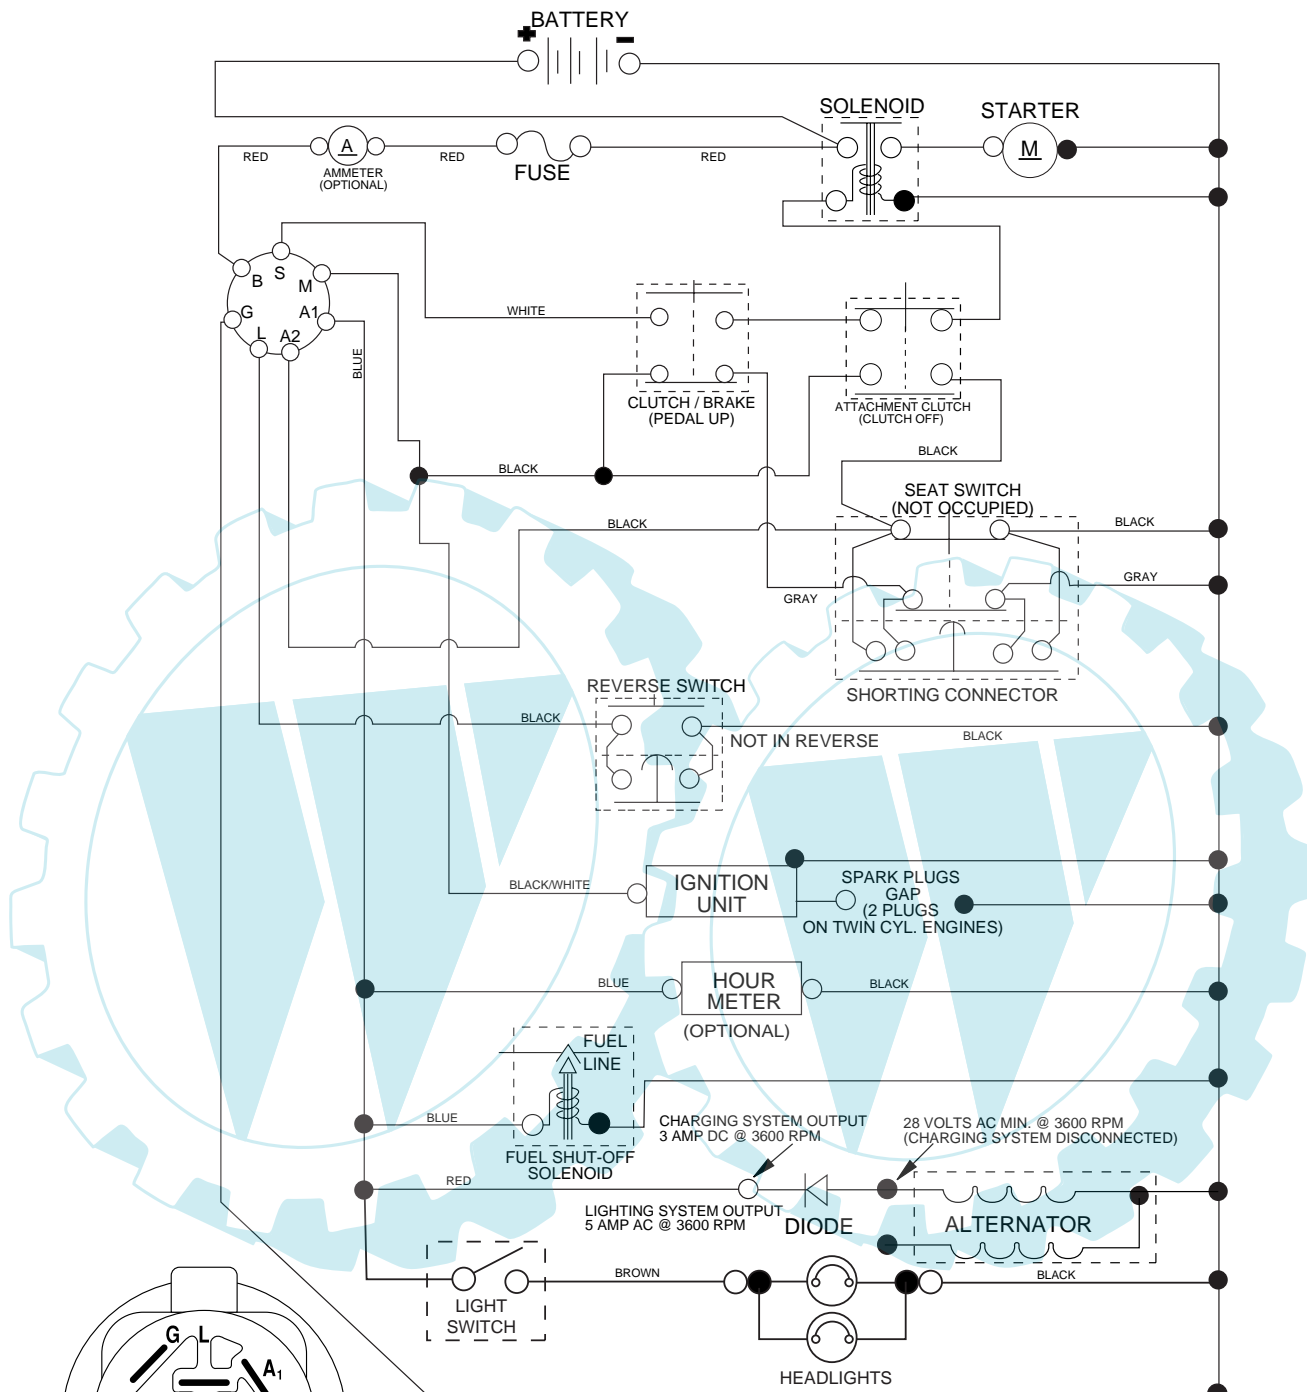 BATTERY
SOLENOID
STARTER
M
A
RED
RED
RED
AMMETER
(OPTIONAL)
FUSE
B
S
M
G
A1
L
A2
WHITE
BLUE
CLUTCH / BRAKE
(PEDAL UP)
ATTACHMENT CLUTCH
(CLUTCH OFF)
BLACK
BLACK
SEAT SWITCH
(NOT OCCUPIED)
BLACK
BLACK
GRAY
GRAY
SHORTING CONNECTOR
REVERSE SWITCH
BLACK
NOT IN REVERSE
BLACK
BLACK/WHITE
IGNITION
UNIT
SPARK PLUGS
GAP
(2 PLUGS
ON TWIN CYL. ENGINES)
BLUE
HOUR
METER
BLACK
(OPTIONAL)
FUEL
LINE
BLUE
FUEL SHUT-OFF
SOLENOID
CHARGING SYSTEM OUTPUT
3 AMP DC @ 3600 RPM
28 VOLTS AC MIN. @ 3600 RPM
(CHARGING SYSTEM DISCONNECTED)
RED
LIGHTING SYSTEM OUTPUT
5 AMP AC @ 3600 RPM
DIODE
ALTERNATOR
BROWN
BLACK
LIGHT
SWITCH
HEADLIGHTS
G L
A1